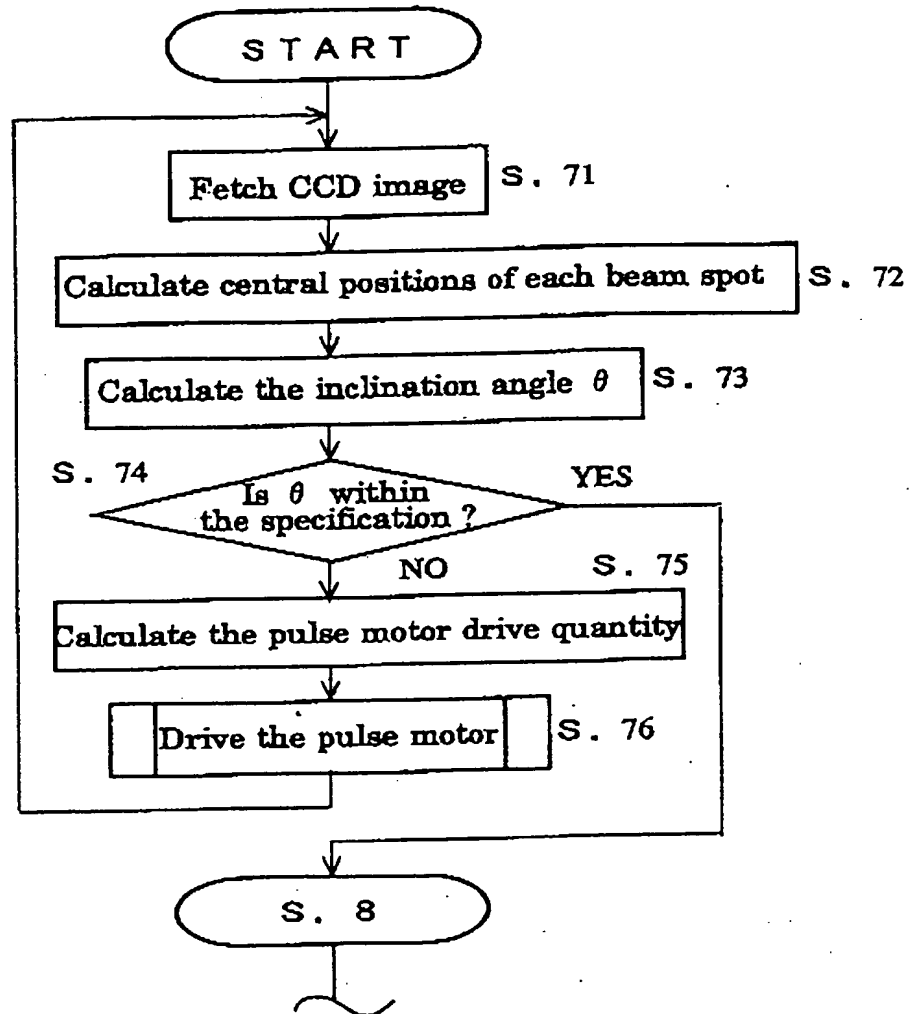 START
Fetch CCD image
S. 71
Calculate central positions of each beam spot
S. 72
Calculate the inclination angle θ
S. 73
S. 74
Is θ within
the specification ?
YES
NO
S. 75
Calculate the pulse motor drive quantity
Drive the pulse motor
S. 76
S. 8